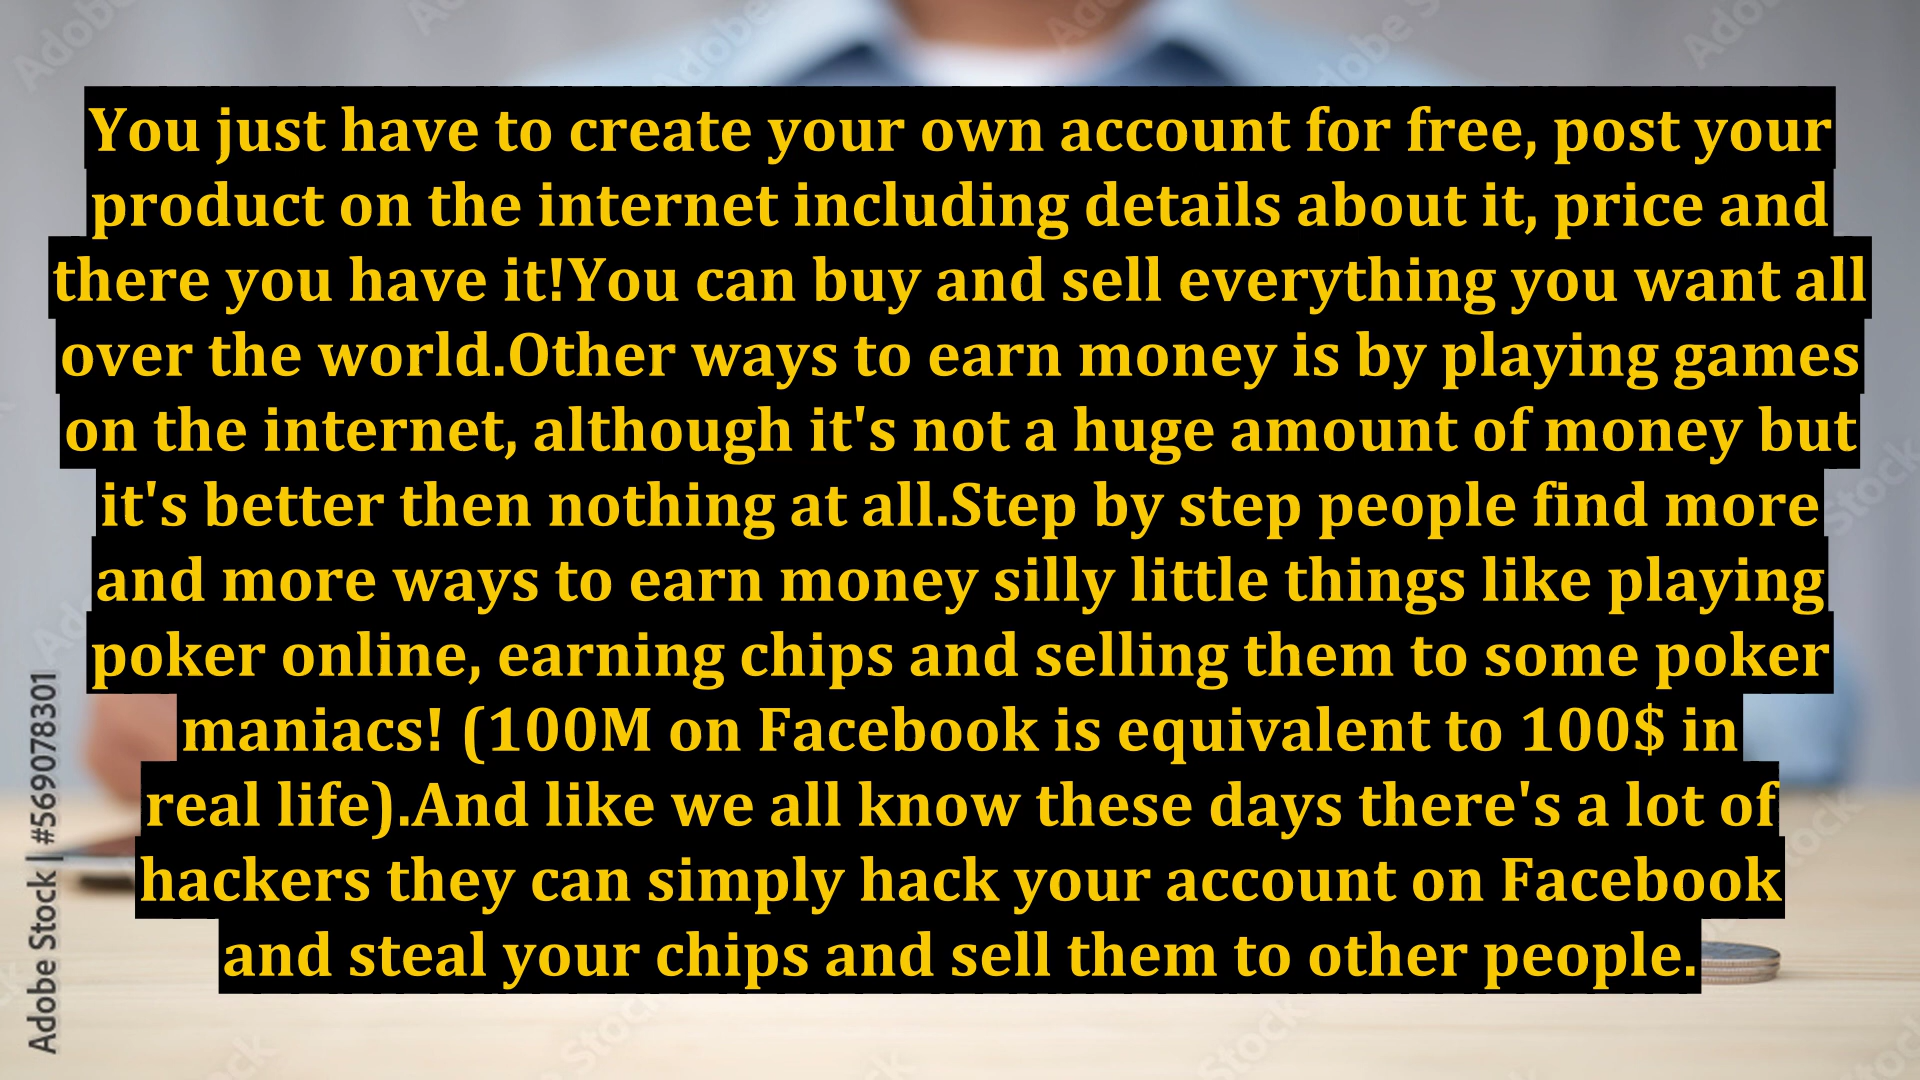 You just have to create your own account for free, post your
product on the internet including details about it, price and
there you have it!You can buy and sell everything you want all
over the world.Other ways to earn money is by playing games
on the internet, although it's not a huge amount of money but
it's better then nothing at all.Step by step people find more
and more ways to earn money silly little things like playing
poker online, earning chips and selling them to some poker
maniacs! (100M on Facebook is equivalent to 100$ in
real life).And like we all know these days there's a lot of
hackers they can simply hack your account on Facebook
and steal your chips and sell them to other people.
Adobe Stock | #569078301